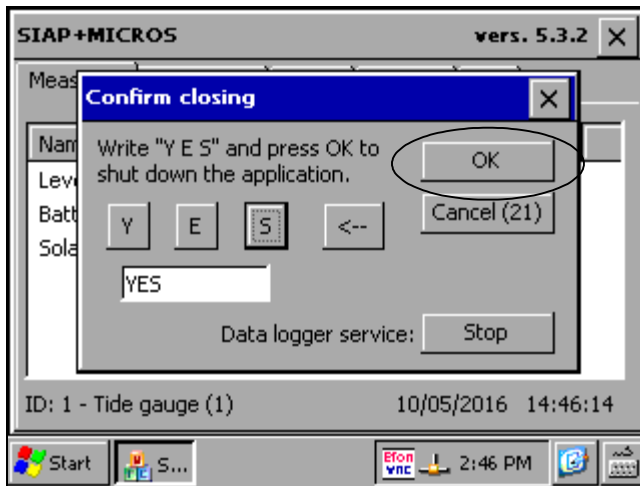 SIAP+MICROS vers. 5.3.2
Meas
Confirm closing
Nam
Write "Y E S" and press OK to
shut down the application.
OK
Leve
Batt
Sola
Y E S <--
Cancel (21)
YES
Data logger service: Stop
ID: 1 - Tide gauge (1) 10/05/2016 14:46:14
Start S... Efon VNC 2:46 PM